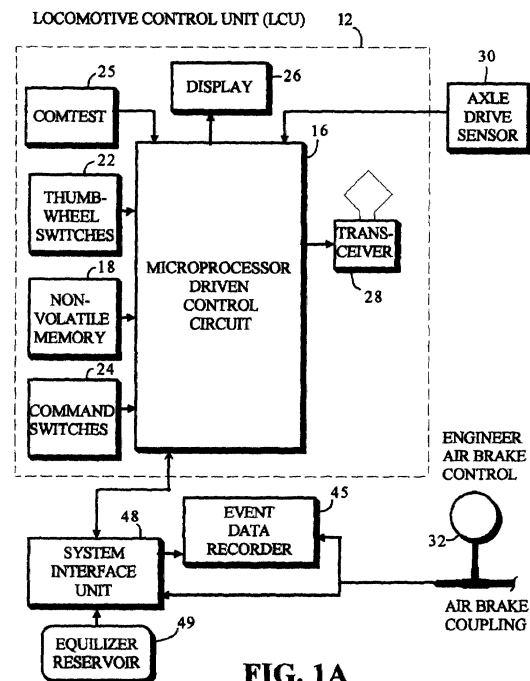 LOCOMOTIVE CONTROL UNIT (LCU)
12
25
COMTEST
DISPLAY
26
30
AXLE
DRIVE
SENSOR
16
22
THUMB-
WHEEL
SWITCHES
TRANS-
CEIVER
28
18
NON-
VOLATILE
MEMORY
MICROPROCESSOR
DRIVEN
CONTROL
CIRCUIT
24
COMMAND
SWITCHES
ENGINEER
AIR BRAKE
CONTROL
32
48
SYSTEM
INTERFACE
UNIT
45
EVENT
DATA
RECORDER
AIR BRAKE
COUPLING
EQUILIZER
RESERVOIR
49
FIG. 1A